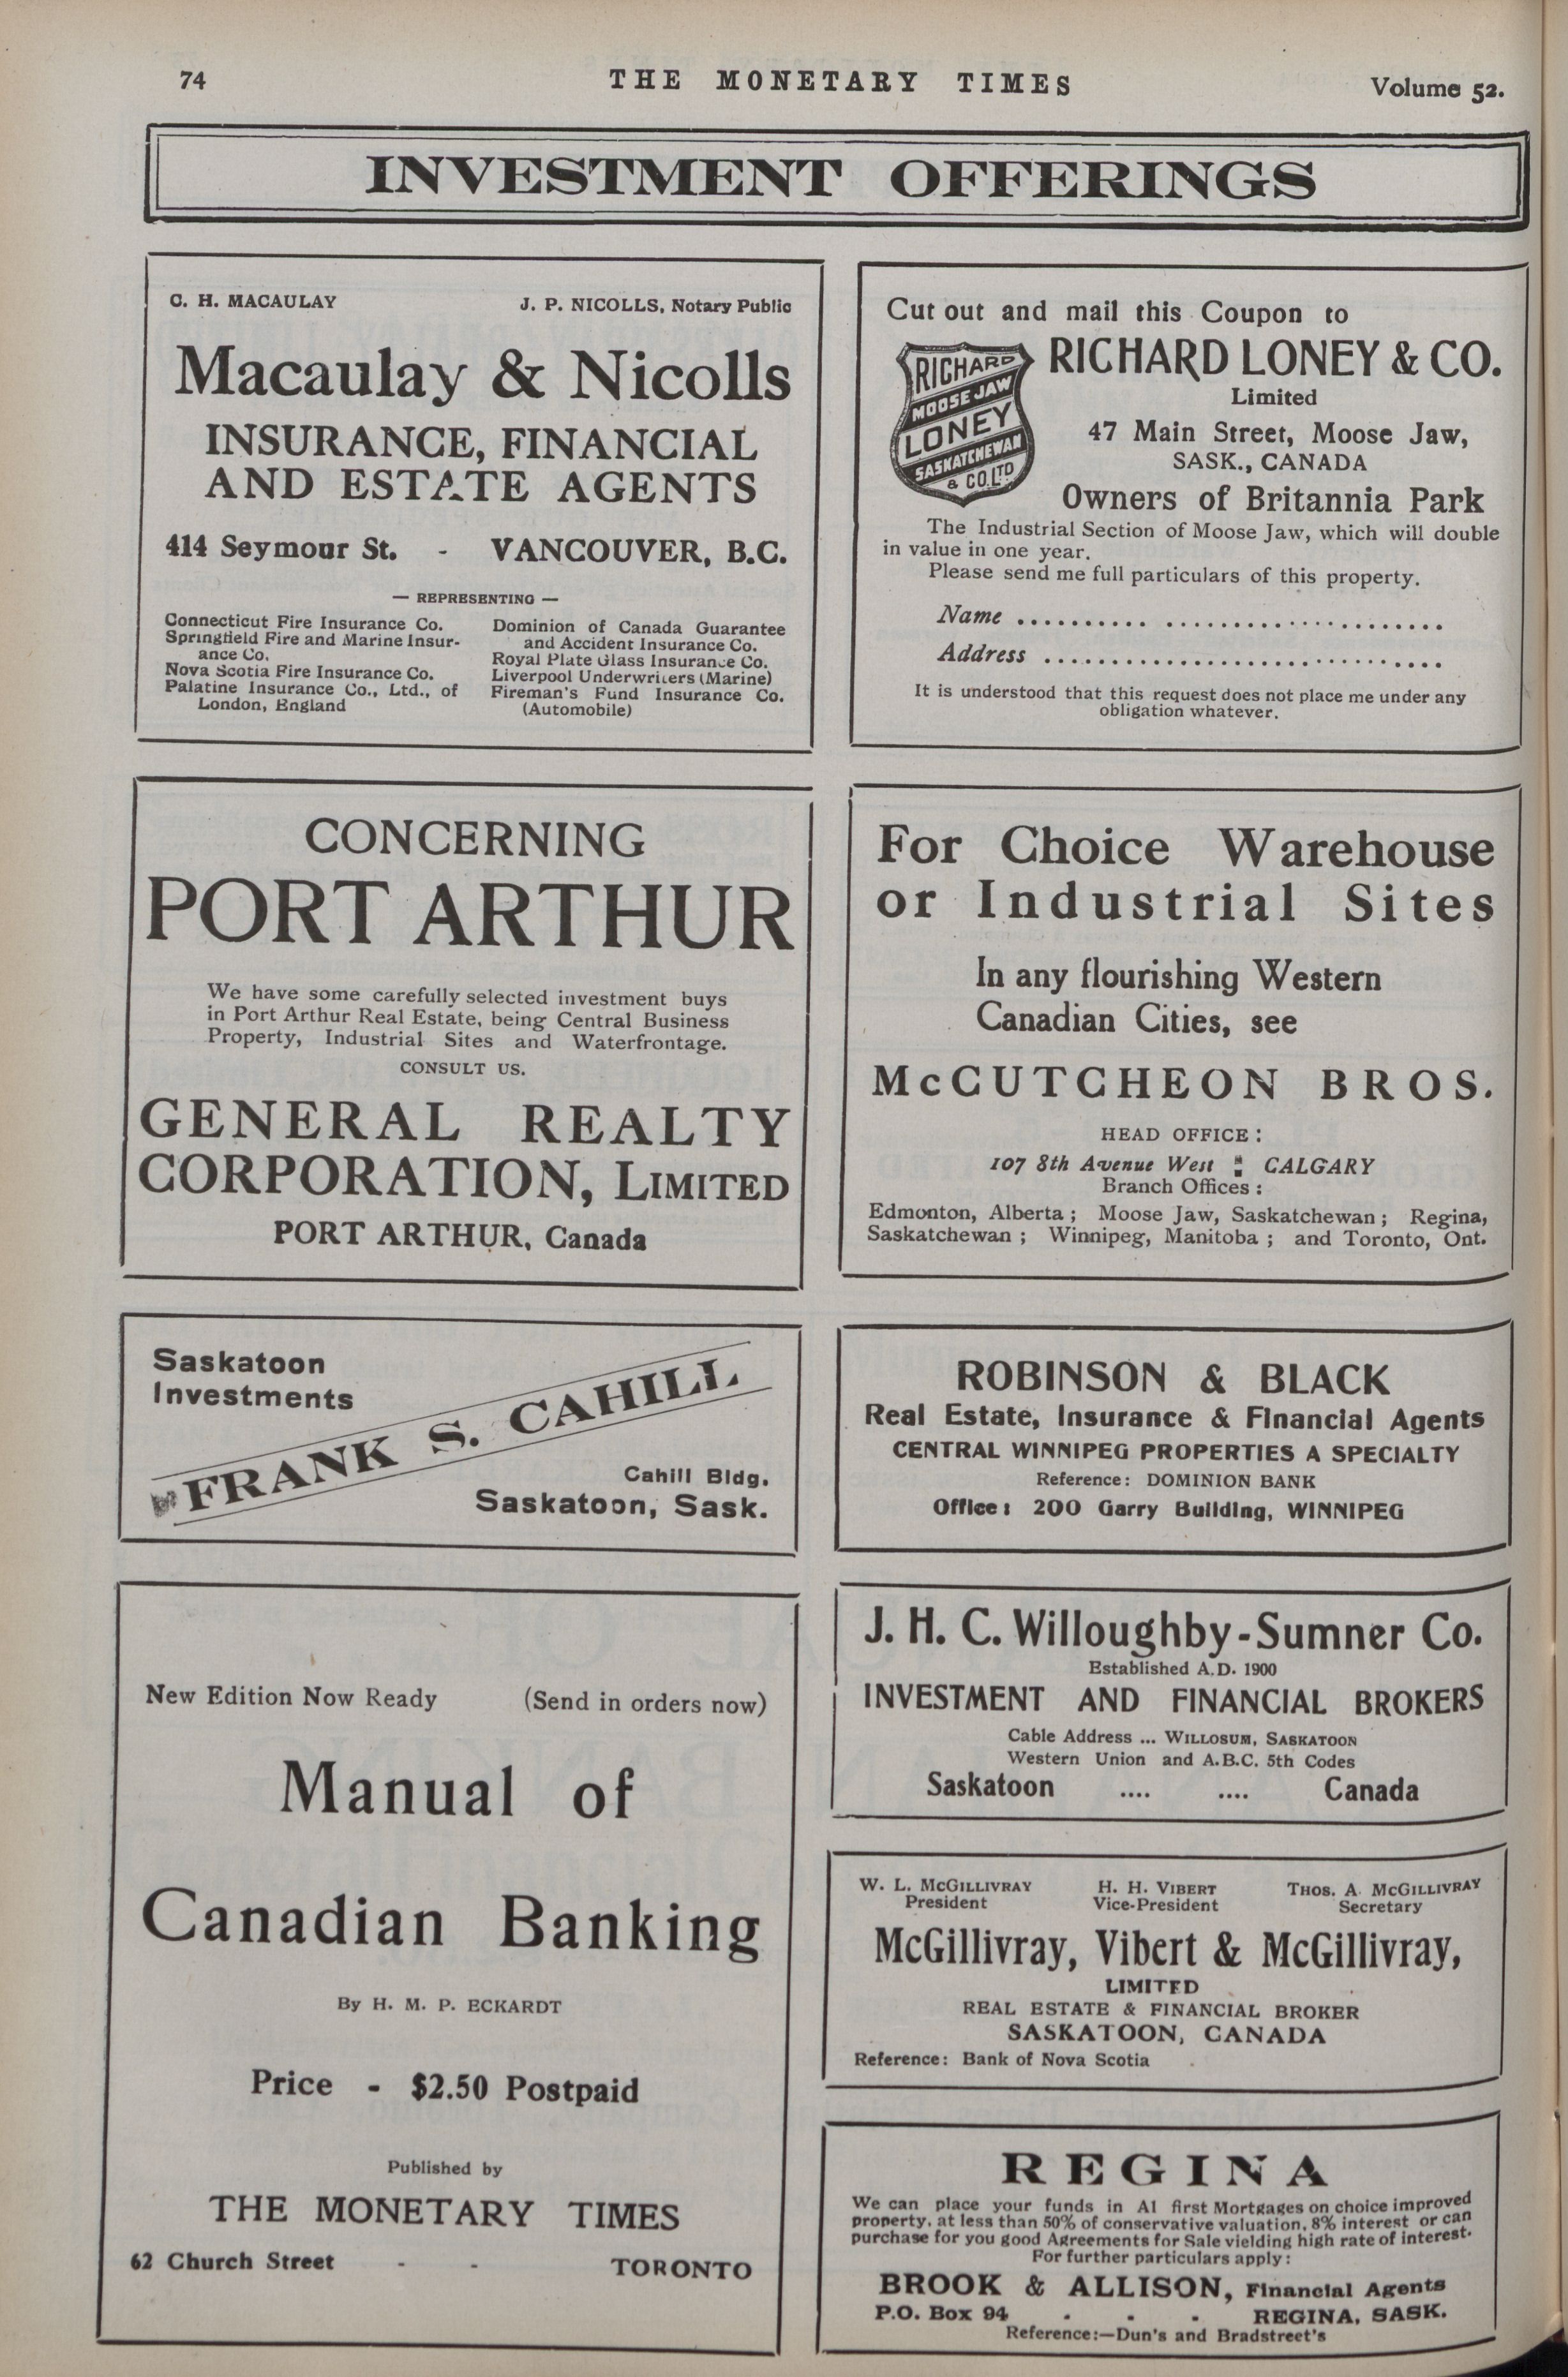 74
THE MONETARY TIMES
Volume 52.
INVESTMENT OFFERINGS
C. H. MACAULAY
J. P. NICOLLS, Notary Public
Macaulay & Nicolls
INSURANCE, FINANCIAL
AND ESTATE AGENTS
414 Seymour St. - VANCOUVER, B.C.
— REPRESENTING —
Connecticut Fire Insurance Co.
Springfield Fire and Marine Insur-
ance Co.
Nova Scotia Fire Insurance Co.
Palatine Insurance Co., Ltd., of
London, England
Dominion of Canada Guarantee
and Accident Insurance Co.
Royal Plate Glass Insurance Co.
Liverpool Underwriters (Marine)
Fireman's Fund Insurance Co.
(Automobile)
Cut out and mail this Coupon to
RICHARD
MOOSE JAW
LONEY
SASKATCHEWAN
& CO. LTD
RICHARD LONEY & CO.
Limited
47 Main Street, Moose Jaw,
SASK., CANADA
Owners of Britannia Park
The Industrial Section of Moose Jaw, which will double
in value in one year.
Please send me full particulars of this property.
Name ..............................
Address ..............................
It is understood that this request does not place me under any
obligation whatever.
CONCERNING
PORT ARTHUR
We have some carefully selected investment buys
in Port Arthur Real Estate, being Central Business
Property, Industrial Sites and Waterfrontage.
CONSULT US.
GENERAL REALTY
CORPORATION, LIMITED
PORT ARTHUR, Canada
For Choice Warehouse
or Industrial Sites
In any flourishing Western
Canadian Cities, see
McCUTCHEON BROS.
HEAD OFFICE:
107 8th Avenue West : CALGARY
Branch Offices:
Edmonton, Alberta; Moose Jaw, Saskatchewan; Regina,
Saskatchewan; Winnipeg, Manitoba; and Toronto, Ont.
Saskatoon
Investments
FRANK S. CAHILL
Cahill Bldg.
Saskatoon, Sask.
ROBINSON & BLACK
Real Estate, Insurance & Financial Agents
CENTRAL WINNIPEG PROPERTIES A SPECIALTY
Reference: DOMINION BANK
Office: 200 Garry Building, WINNIPEG
New Edition Now Ready (Send in orders now)
Manual of
Canadian Banking
By H. M. P. ECKARDT
Price - $2.50 Postpaid
Published by
THE MONETARY TIMES
62 Church Street - - TORONTO
J. H. C. Willoughby-Sumner Co.
Established A.D. 1900
INVESTMENT AND FINANCIAL BROKERS
Cable Address ... WILLOSUM, SASKATOON
Western Union and A.B.C. 5th Codes
Saskatoon .... .... Canada
W. L. McGILLIVRAY
President
H. H. VIBERT
Vice-President
THOS. A. McGILLIVRAY
Secretary
McGillivray, Vibert & McGillivray,
LIMITED
REAL ESTATE & FINANCIAL BROKER
SASKATOON, CANADA
Reference: Bank of Nova Scotia
REGINA
We can place your funds in A1 first Mortgages on choice improved
property, at less than 50% of conservative valuation, 8% interest or can
purchase for you good Agreements for Sale yielding high rate of interest.
For further particulars apply:
BROOK & ALLISON, Financial Agents
P.O. Box 94 - - - REGINA, SASK.
Reference:—Dun's and Bradstreet's